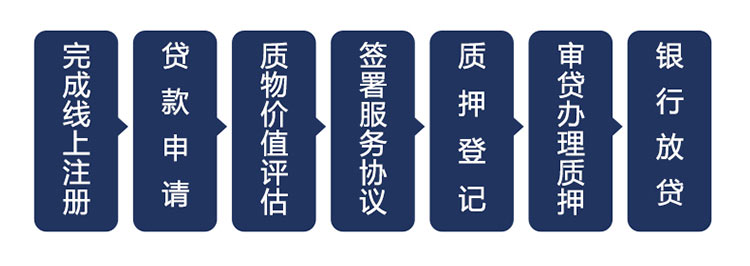 完成线上注册
贷款申请
质物价值评估
签署服务协议
质押登记
审贷办理质押
银行放贷